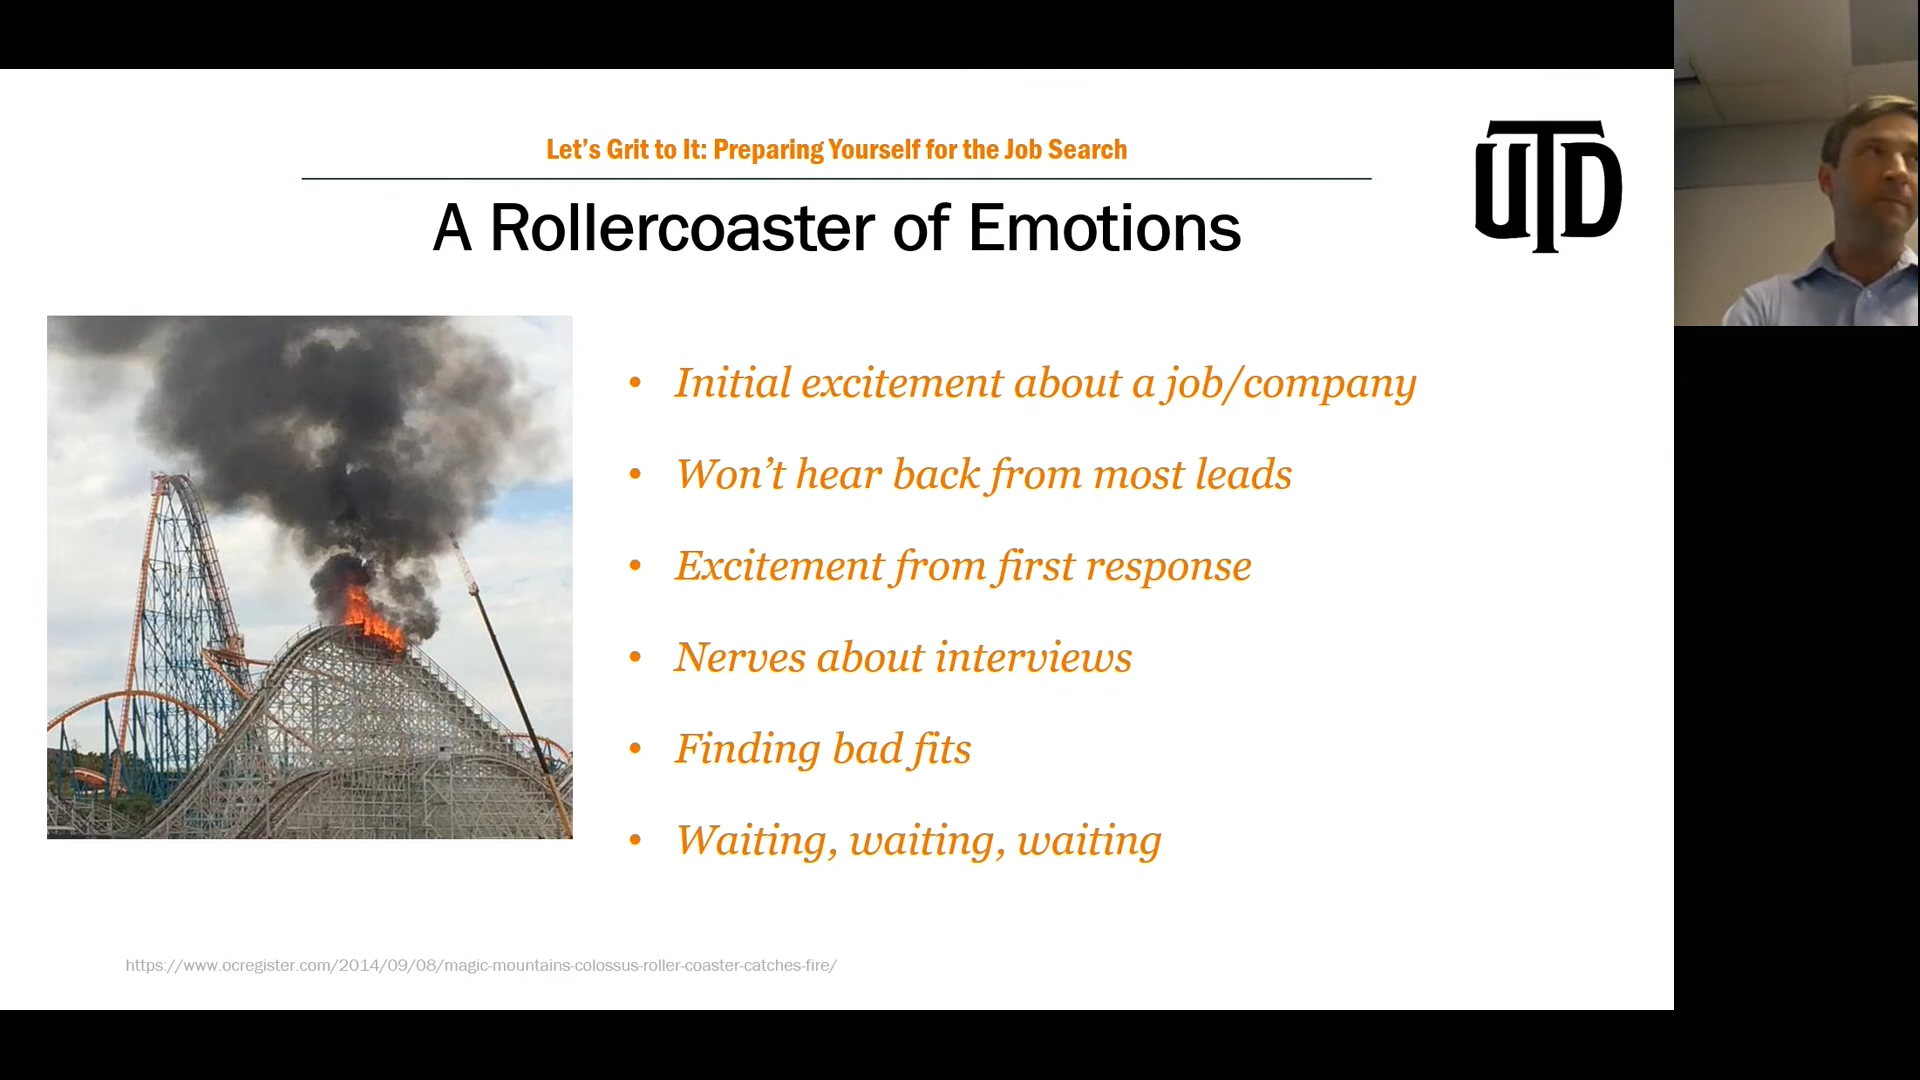 Let's Grit to It: Preparing Yourself for the Job Search
A Rollercoaster of Emotions
UTD
• Initial excitement about a job/company
• Won't hear back from most leads
• Excitement from first response
• Nerves about interviews
• Finding bad fits
• Waiting, waiting, waiting
https://www.ocregister.com/2014/09/08/magic-mountains-colossus-roller-coaster-catches-fire/